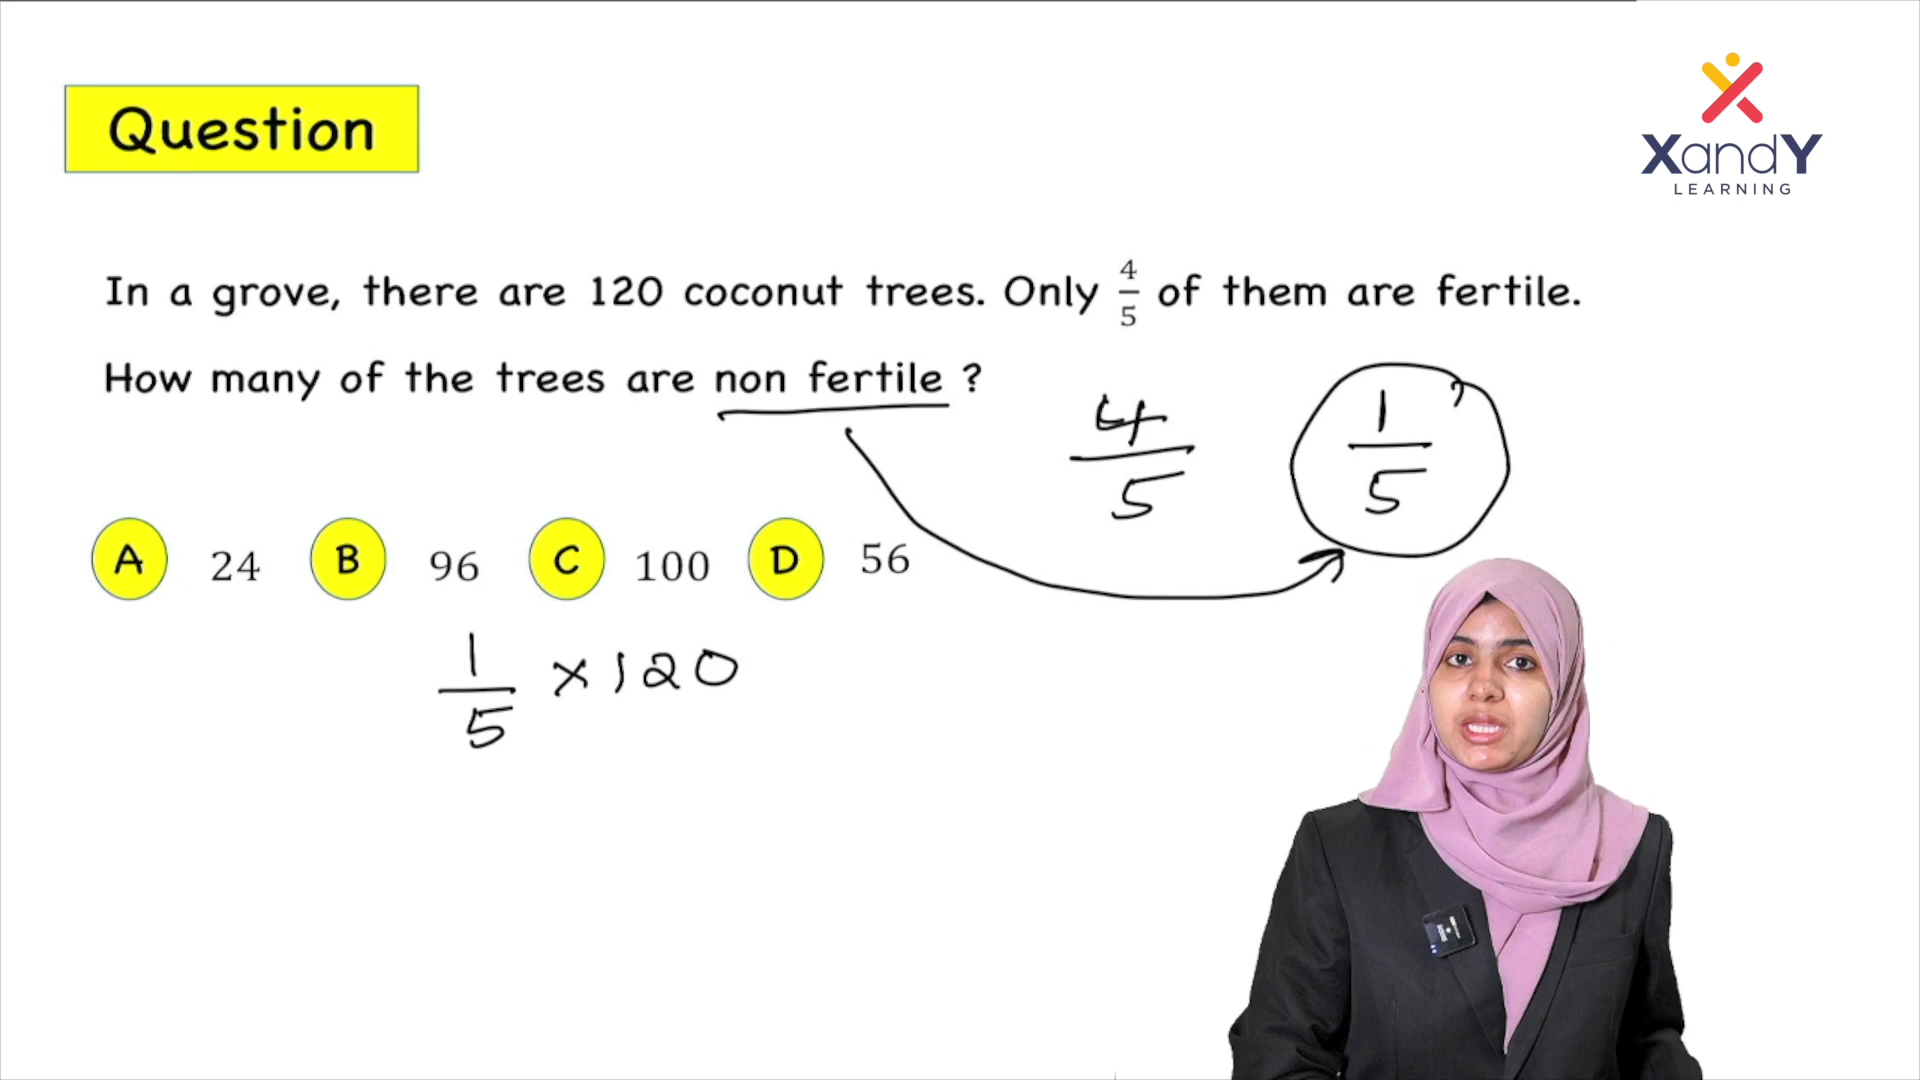 Question
XandY
LEARNING
In a grove, there are 120 coconut trees. Only 4/5 of them are fertile.
How many of the trees are non fertile ?
4/5
1/5
A 24 B 96 C 100 D 56
1/5 × 120